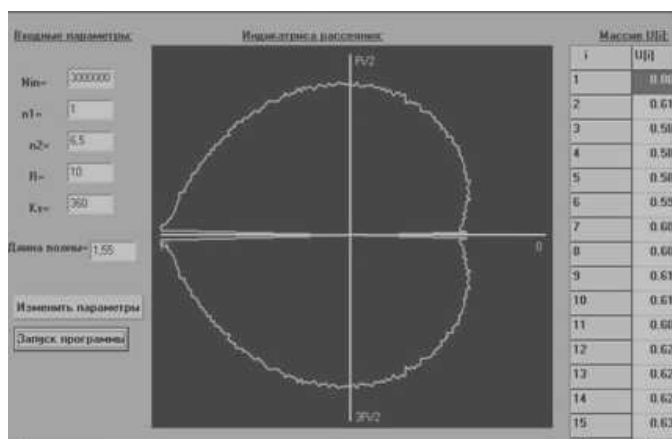 Входные параметры:
Индикатриса рассеяния:
Массив U[i]:
Nin= 3000000
n1= 1
n2= 6,5
R= 10
Kx= 360
Длина волны= 1,55
Изменить параметры
Запуск программы
PI/2
0
3PI/2
i U[i]
1
2 0.61
3 0.58
4 0.58
5 0.58
6 0.59
7 0.60
8 0.60
9 0.61
10 0.61
11 0.60
12 0.62
13 0.62
14 0.62
15 0.63